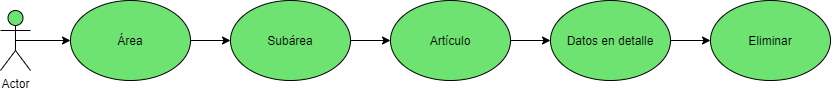 Área
Subárea
Artículo
Datos en detalle
Eliminar
Actor